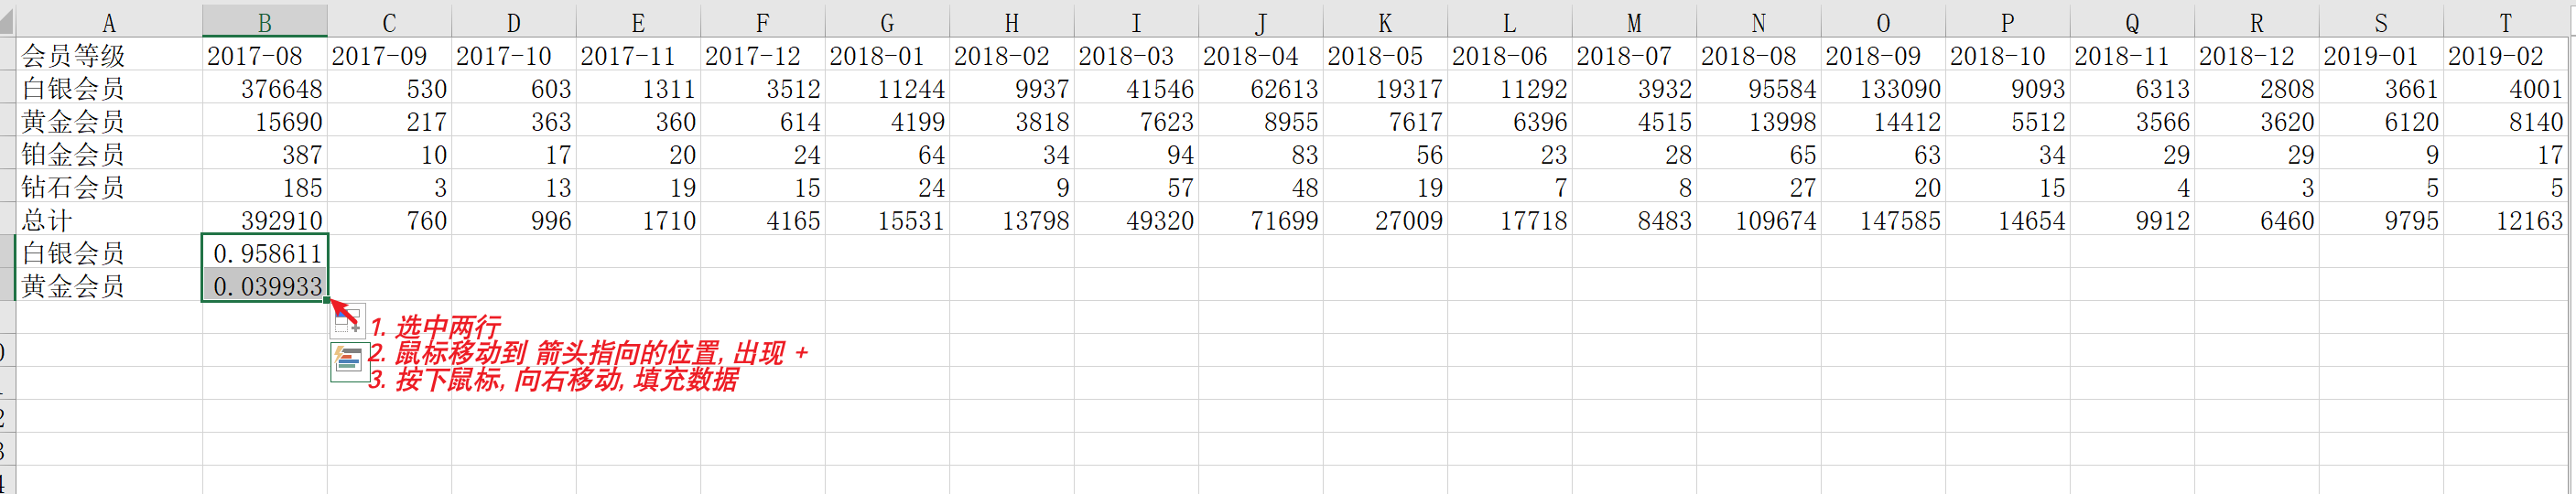 A B C D E F G H I J K L M N O P Q R S T
会员等级 2017-08 2017-09 2017-10 2017-11 2017-12 2018-01 2018-02 2018-03 2018-04 2018-05 2018-06 2018-07 2018-08 2018-09 2018-10 2018-11 2018-12 2019-01 2019-02
白银会员 376648 530 603 1311 3512 11244 9937 41546 62613 19317 11292 3932 95584 133090 9093 6313 2808 3661 4001
黄金会员 15690 217 363 360 614 4199 3818 7623 8955 7617 6396 4515 13998 14412 5512 3566 3620 6120 8140
铂金会员 387 10 17 20 24 64 34 94 83 56 23 28 65 63 34 29 29 9 17
钻石会员 185 3 13 19 15 24 9 57 48 19 7 8 27 20 15 4 3 5 5
总计 392910 760 996 1710 4165 15531 13798 49320 71699 27009 17718 8483 109674 147585 14654 9912 6460 9795 12163
白银会员 0.958611
黄金会员 0.039933
1. 选中两行
2. 鼠标移动到 箭头指向的位置, 出现 +
3. 按下鼠标, 向右移动, 填充数据